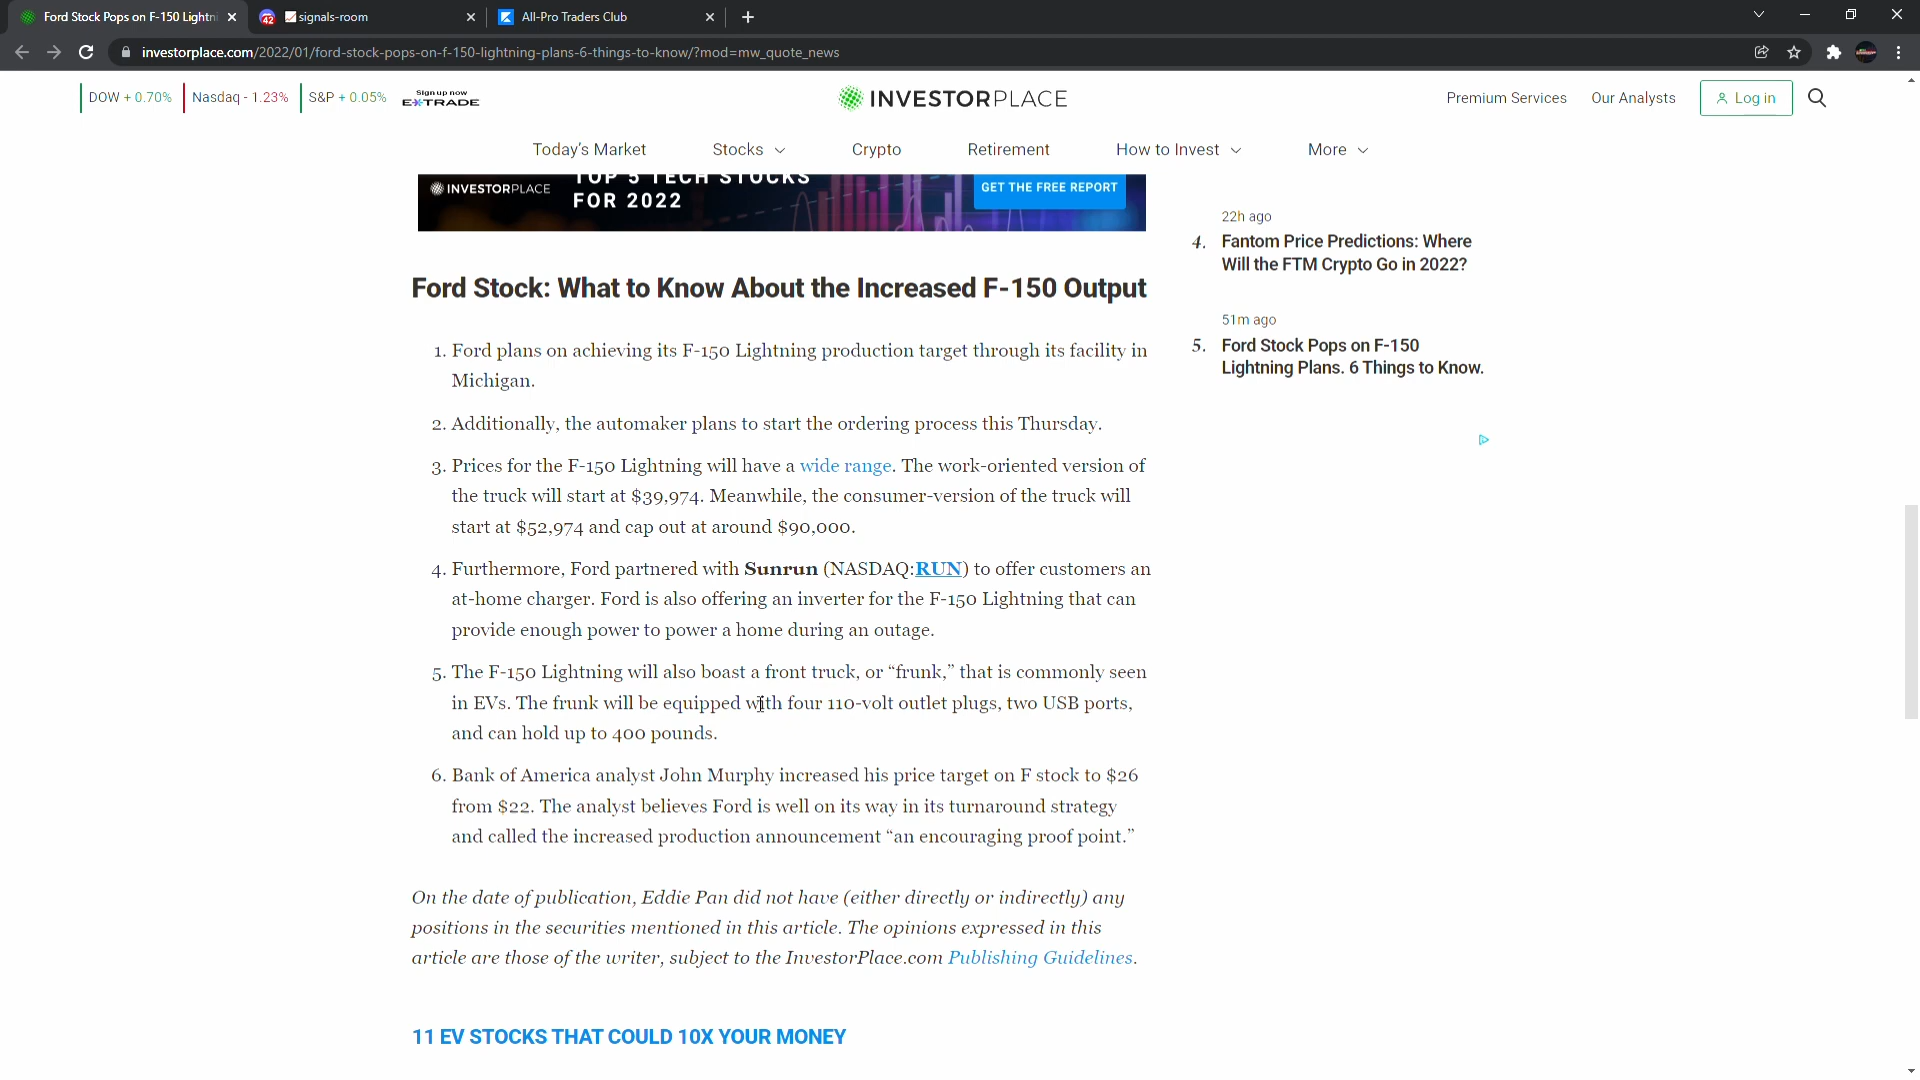 Ford Stock Pops on F-150 Lightni
42
signals-room
All-Pro Traders Club
investorplace.com/2022/01/ford-stock-pops-on-f-150-lightning-plans-6-things-to-know/?mod=mw_quote_news
DOW + 0.70%
Nasdaq - 1.23%
S&P + 0.05%
Sign up now
E*TRADE
INVESTORPLACE
Premium Services
Our Analysts
Log in
Today's Market
Stocks
Crypto
Retirement
How to Invest
More
INVESTORPLACE
TOP 5 TECH STOCKS
FOR 2022
GET THE FREE REPORT
Ford Stock: What to Know About the Increased F-150 Output
1. Ford plans on achieving its F-150 Lightning production target through its facility in
Michigan.
2. Additionally, the automaker plans to start the ordering process this Thursday.
3. Prices for the F-150 Lightning will have a wide range. The work-oriented version of
the truck will start at $39,974. Meanwhile, the consumer-version of the truck will
start at $52,974 and cap out at around $90,000.
4. Furthermore, Ford partnered with Sunrun (NASDAQ:RUN) to offer customers an
at-home charger. Ford is also offering an inverter for the F-150 Lightning that can
provide enough power to power a home during an outage.
5. The F-150 Lightning will also boast a front truck, or “frunk,” that is commonly seen
in EVs. The frunk will be equipped with four 110-volt outlet plugs, two USB ports,
and can hold up to 400 pounds.
6. Bank of America analyst John Murphy increased his price target on F stock to $26
from $22. The analyst believes Ford is well on its way in its turnaround strategy
and called the increased production announcement “an encouraging proof point.”
On the date of publication, Eddie Pan did not have (either directly or indirectly) any
positions in the securities mentioned in this article. The opinions expressed in this
article are those of the writer, subject to the InvestorPlace.com Publishing Guidelines.
11 EV STOCKS THAT COULD 10X YOUR MONEY
22h ago
4. Fantom Price Predictions: Where
Will the FTM Crypto Go in 2022?
51m ago
5. Ford Stock Pops on F-150
Lightning Plans. 6 Things to Know.